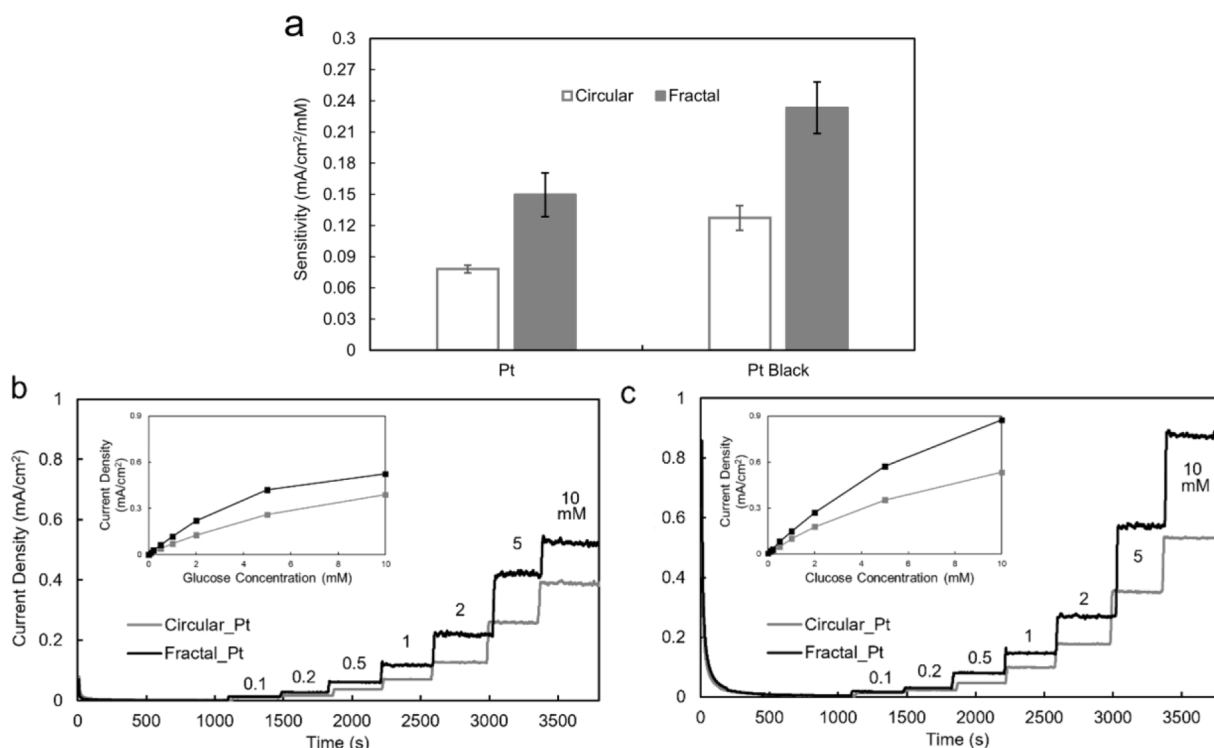 a
0.3
0.27
0.24
0.21
0.18
0.15
0.12
0.09
0.06
0.03
0
Sensitivity (mA/cm²/mM)
Circular Fractal
Pt Pt Black
b
1
0.8
0.6
0.4
0.2
0
Current Density (mA/cm²)
0.9
0.6
0.3
0
Current Density
(mA/cm²)
0 2 4 6 8 10
Glucose Concentration (mM)
Circular_Pt
Fractal_Pt
0.1
0.2
0.5
1
2
5
10
mM
0 500 1000 1500 2000 2500 3000 3500
Time (s)
c
1
0.8
0.6
0.4
0.2
0
0.9
0.6
0.3
0
Current Density
(mA/cm²)
0 2 4 6 8 10
Clucose Concentration (mM)
Circular_Pt
Fractal_Pt
0.1
0.2
0.5
1
2
5
10
mM
0 500 1000 1500 2000 2500 3000 3500
Time (s)